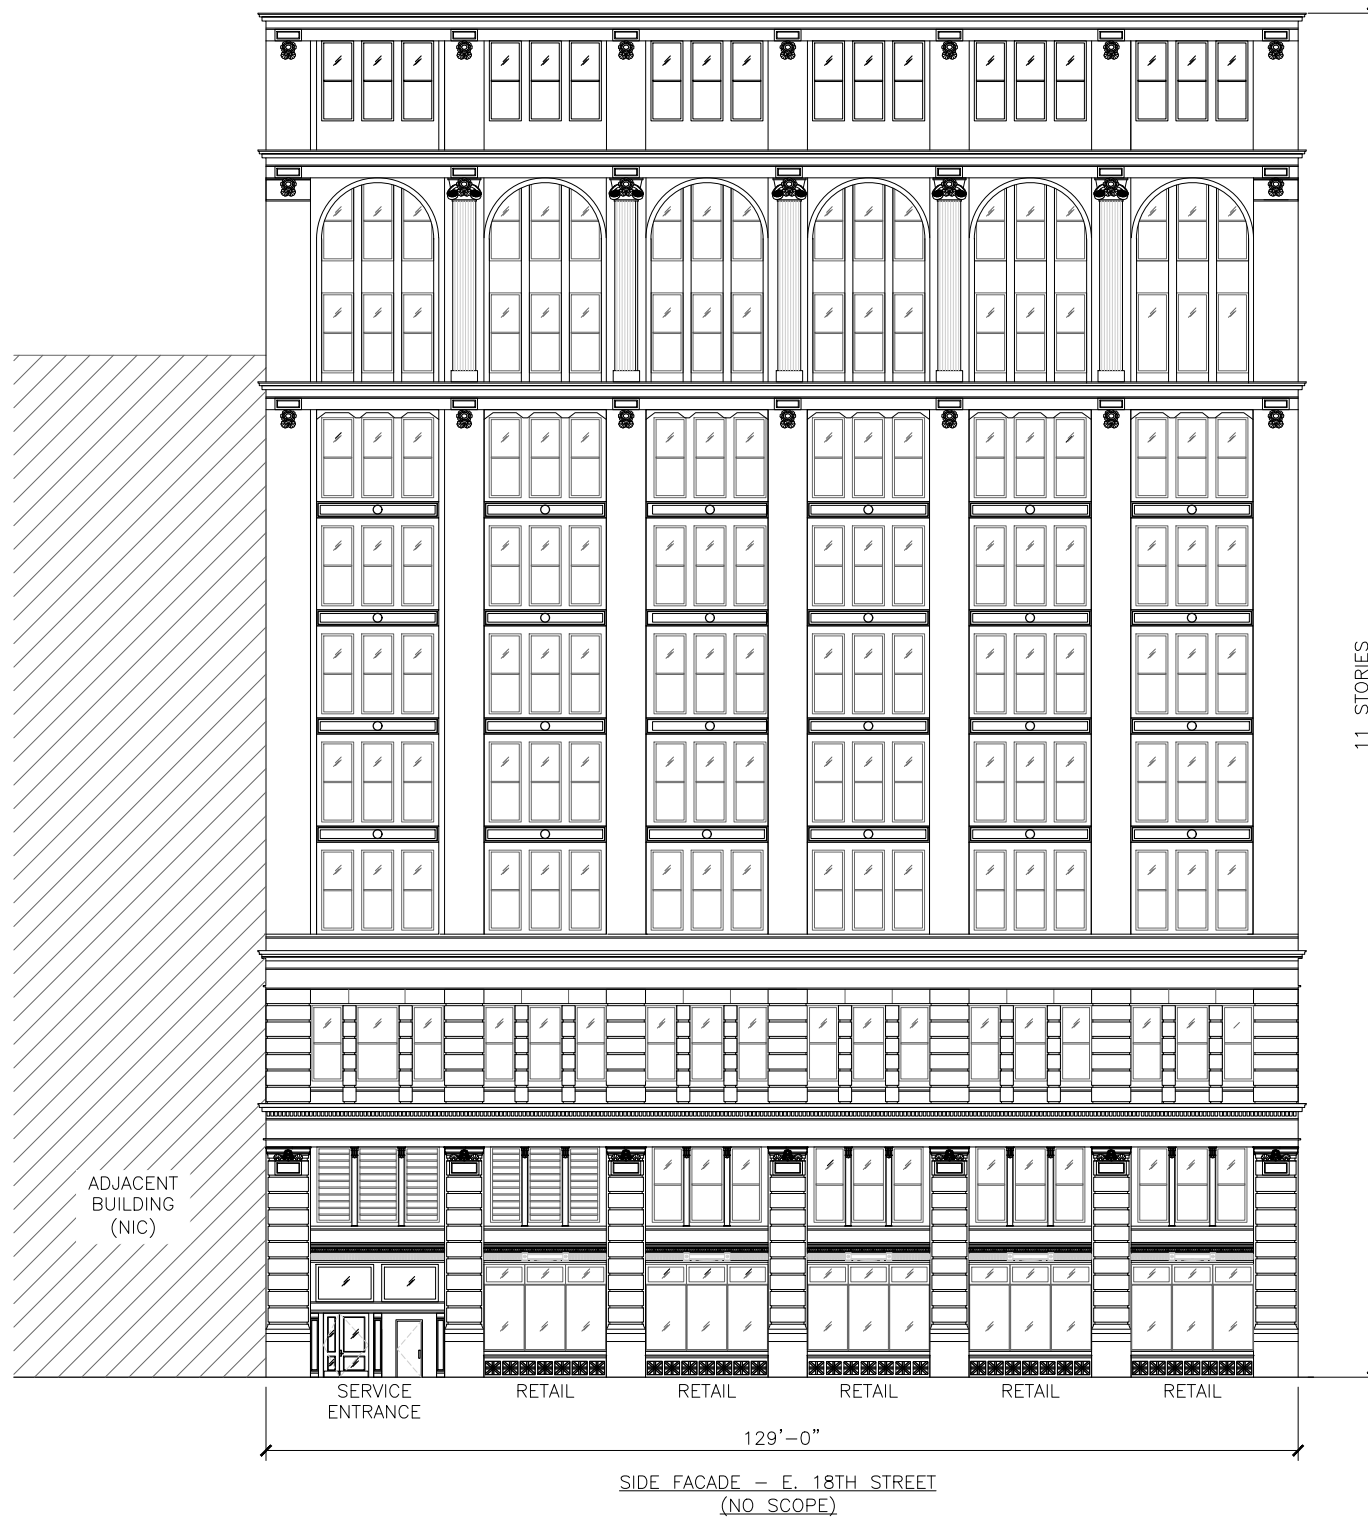 11 STORIES
ADJACENT
BUILDING
(NIC)
SERVICE
ENTRANCE
RETAIL
RETAIL
RETAIL
RETAIL
RETAIL
129'-0"
SIDE FACADE - E. 18TH STREET
(NO SCOPE)